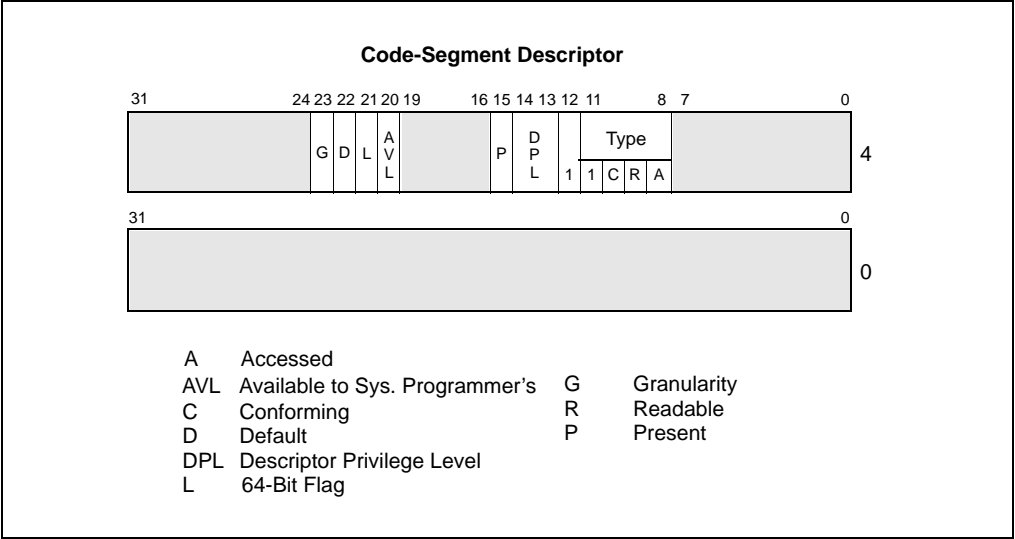 Code-Segment Descriptor
31 24 23 22 21 20 19 16 15 14 13 12 11 8 7 0
G D L AVL P DPL 1 Type 4
1 C R A
31 0
0
A Accessed
AVL Available to Sys. Programmer's
C Conforming
D Default
DPL Descriptor Privilege Level
L 64-Bit Flag
G Granularity
R Readable
P Present